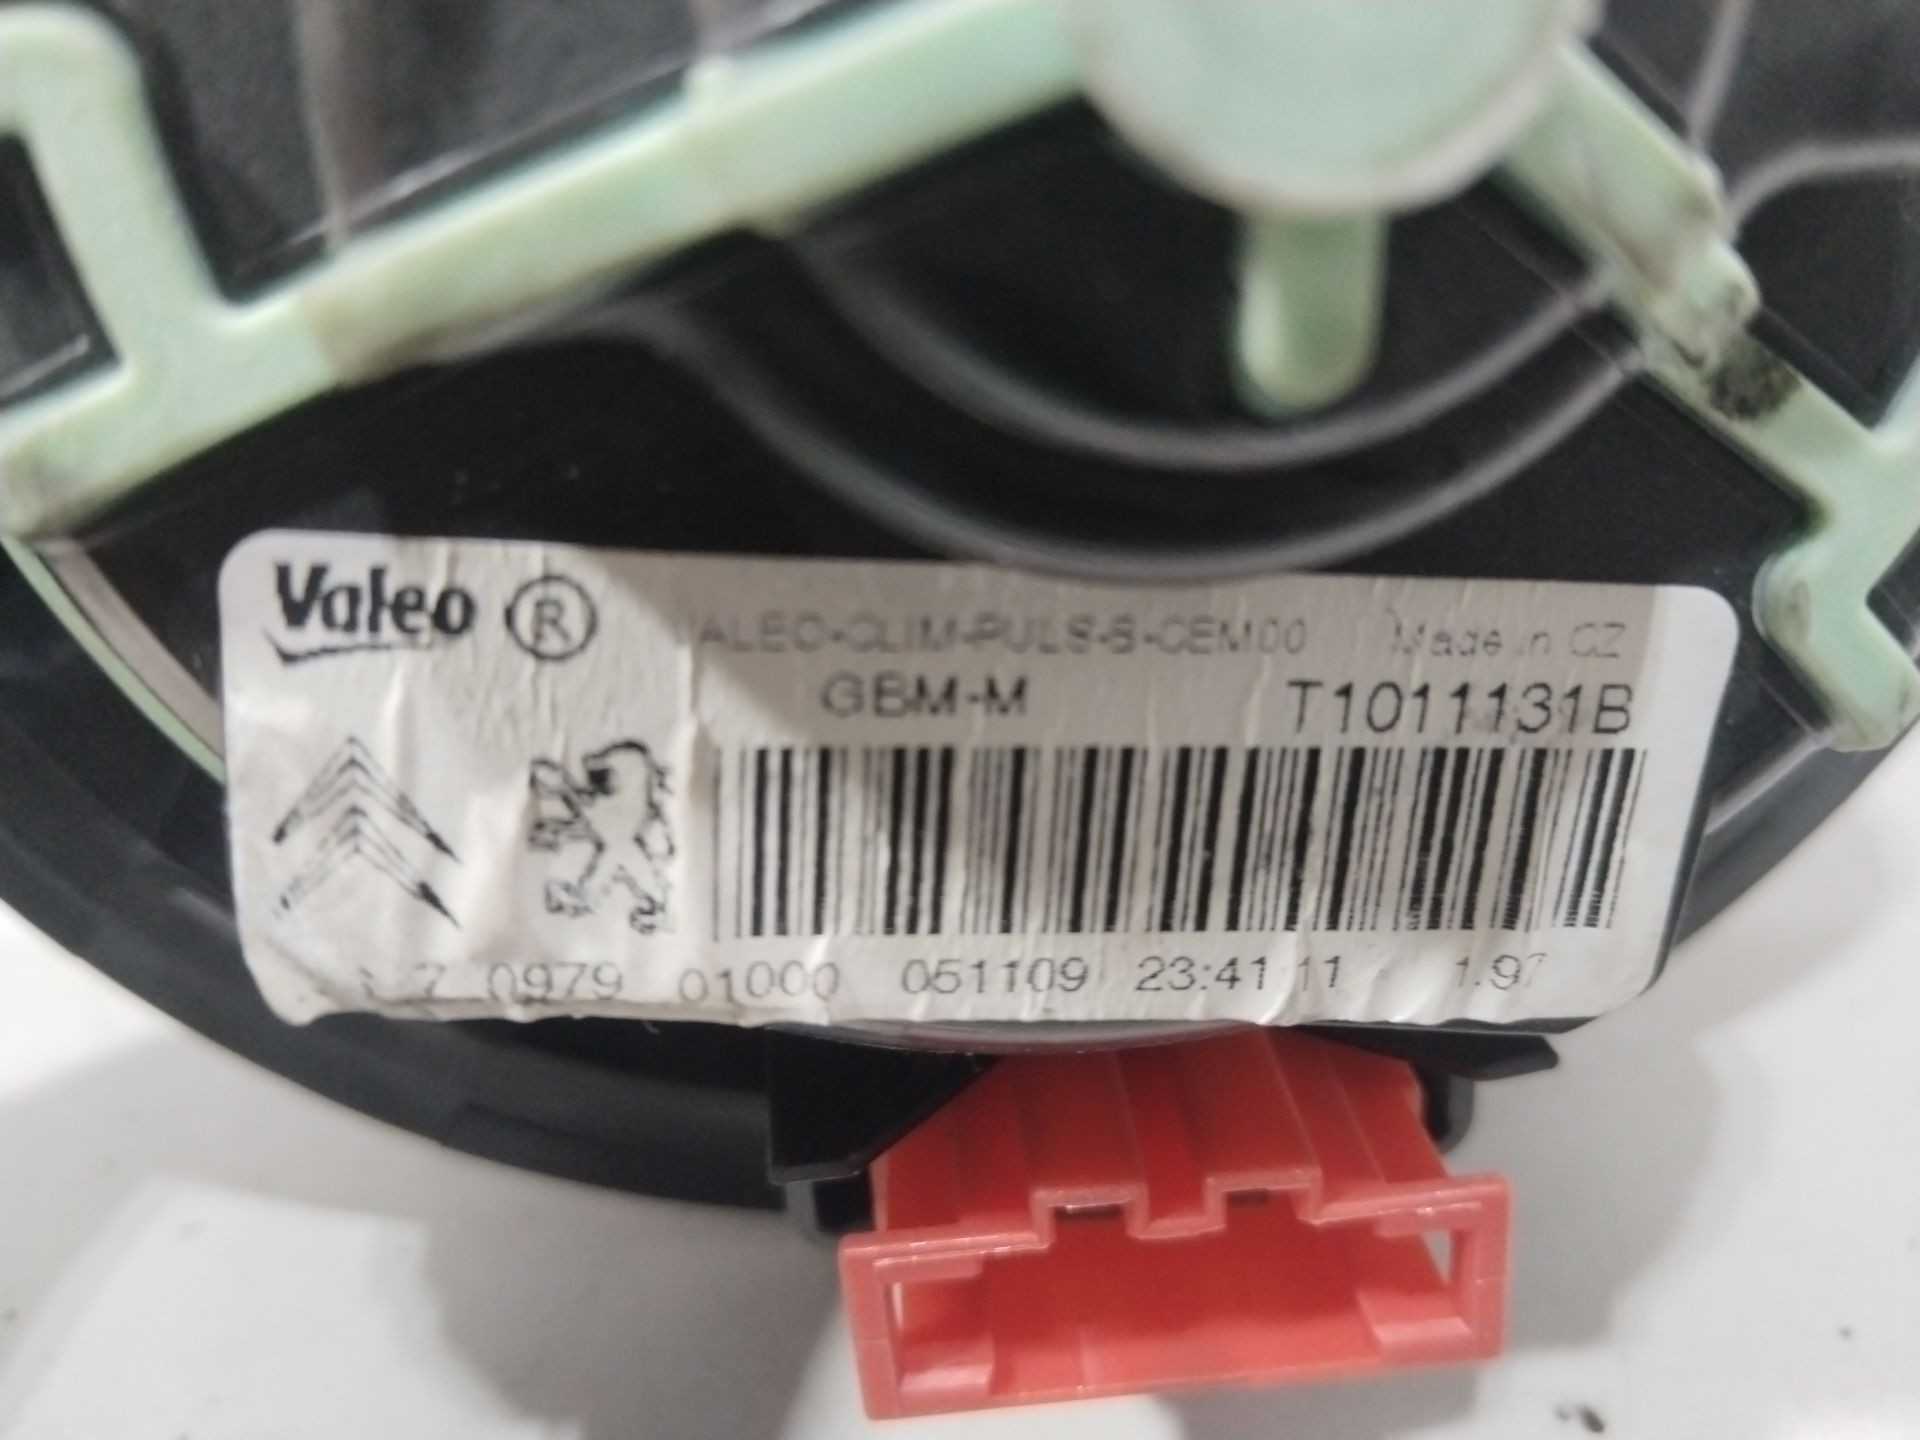 Valeo ® VALEO-CLIM-PULS-6-CEM00 Made in CZ
GBM-M T1011131B
7 0979 01000 051109 23:41:11 1.97